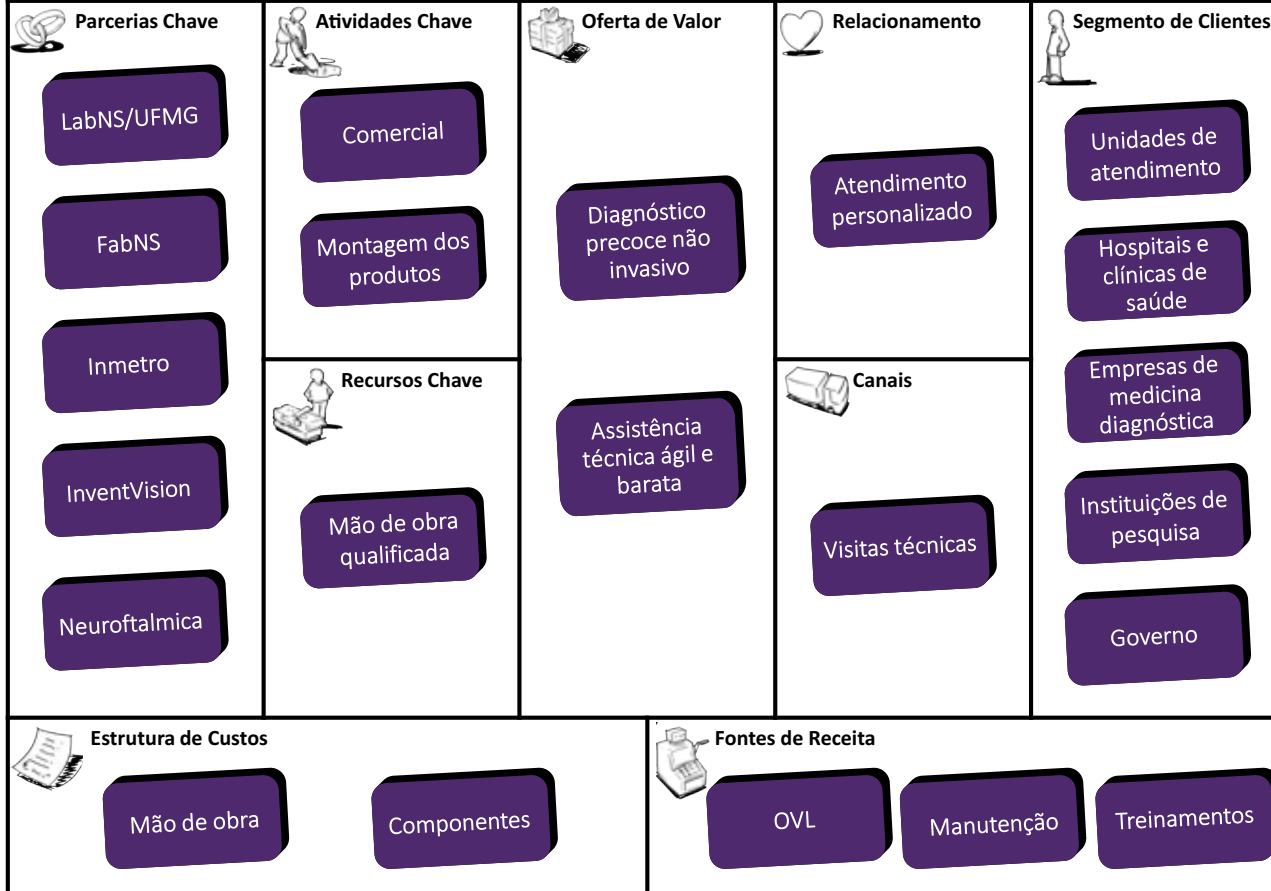 Parcerias Chave
LabNS/UFMG
FabNS
Inmetro
InventVision
Neuroftalmica
Atividades Chave
Comercial
Montagem dos
produtos
Recursos Chave
Mão de obra
qualificada
Oferta de Valor
Diagnóstico
precoce não
invasivo
Assistência
técnica ágil e
barata
Relacionamento
Atendimento
personalizado
Canais
Visitas técnicas
Segmento de Clientes
Unidades de
atendimento
Hospitais e
clínicas de
saúde
Empresas de
medicina
diagnóstica
Instituições de
pesquisa
Governo
Estrutura de Custos
Mão de obra
Componentes
Fontes de Receita
OVL
Manutenção
Treinamentos